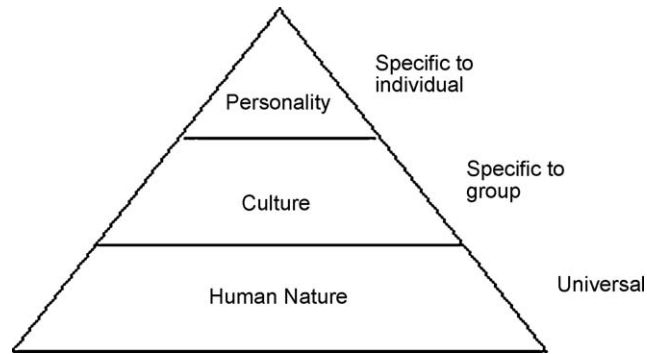 Specific to
individual
Personality
Specific to
group
Culture
Universal
Human Nature